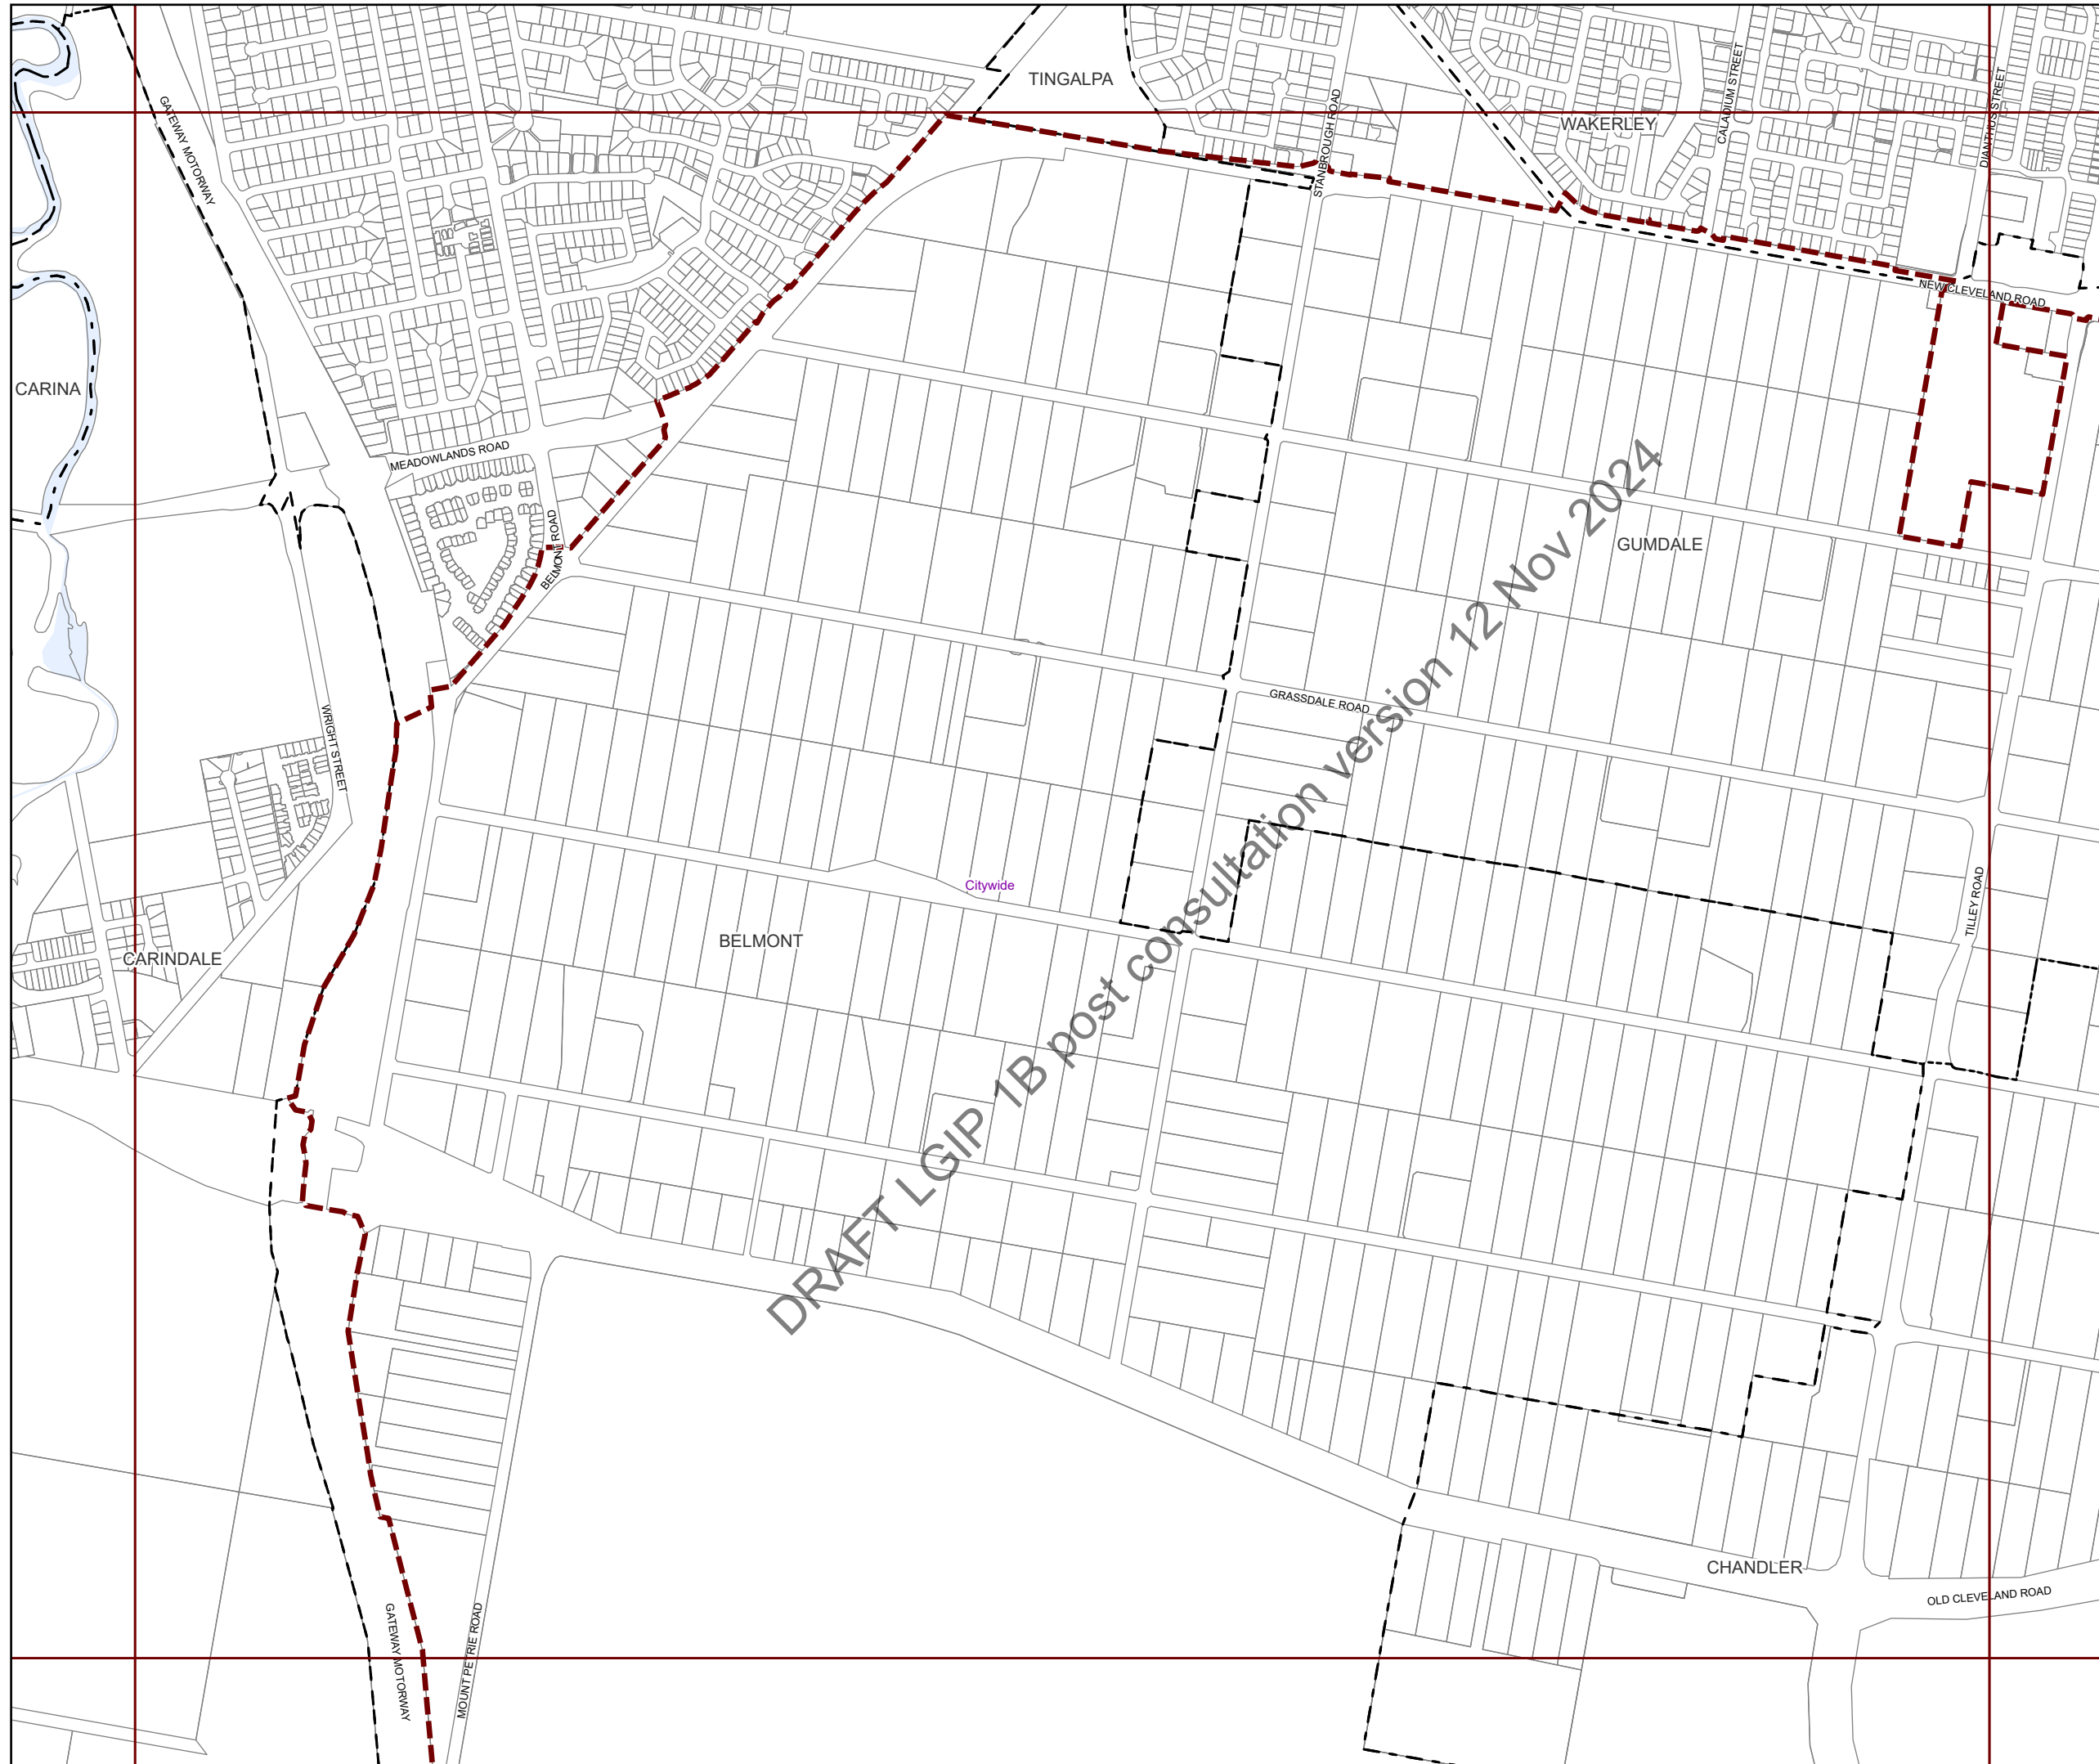 TINGALPA
WAKERLEY
CALADIUM STREET
DIANTHUS STREET
GATEWAY MOTORWAY
STANBROUGH ROAD
NEW CLEVELAND ROAD
CARINA
MEADOWLANDS ROAD
BELMONT ROAD
GUMDALE
GRASSDALE ROAD
WRIGHT STREET
Citywide
TILLEY ROAD
BELMONT
CARINDALE
DRAFT LGIP 1B post consultation version 12 Nov 2024
CHANDLER
OLD CLEVELAND ROAD
GATEWAY MOTORWAY
MOUNT PETRIE ROAD